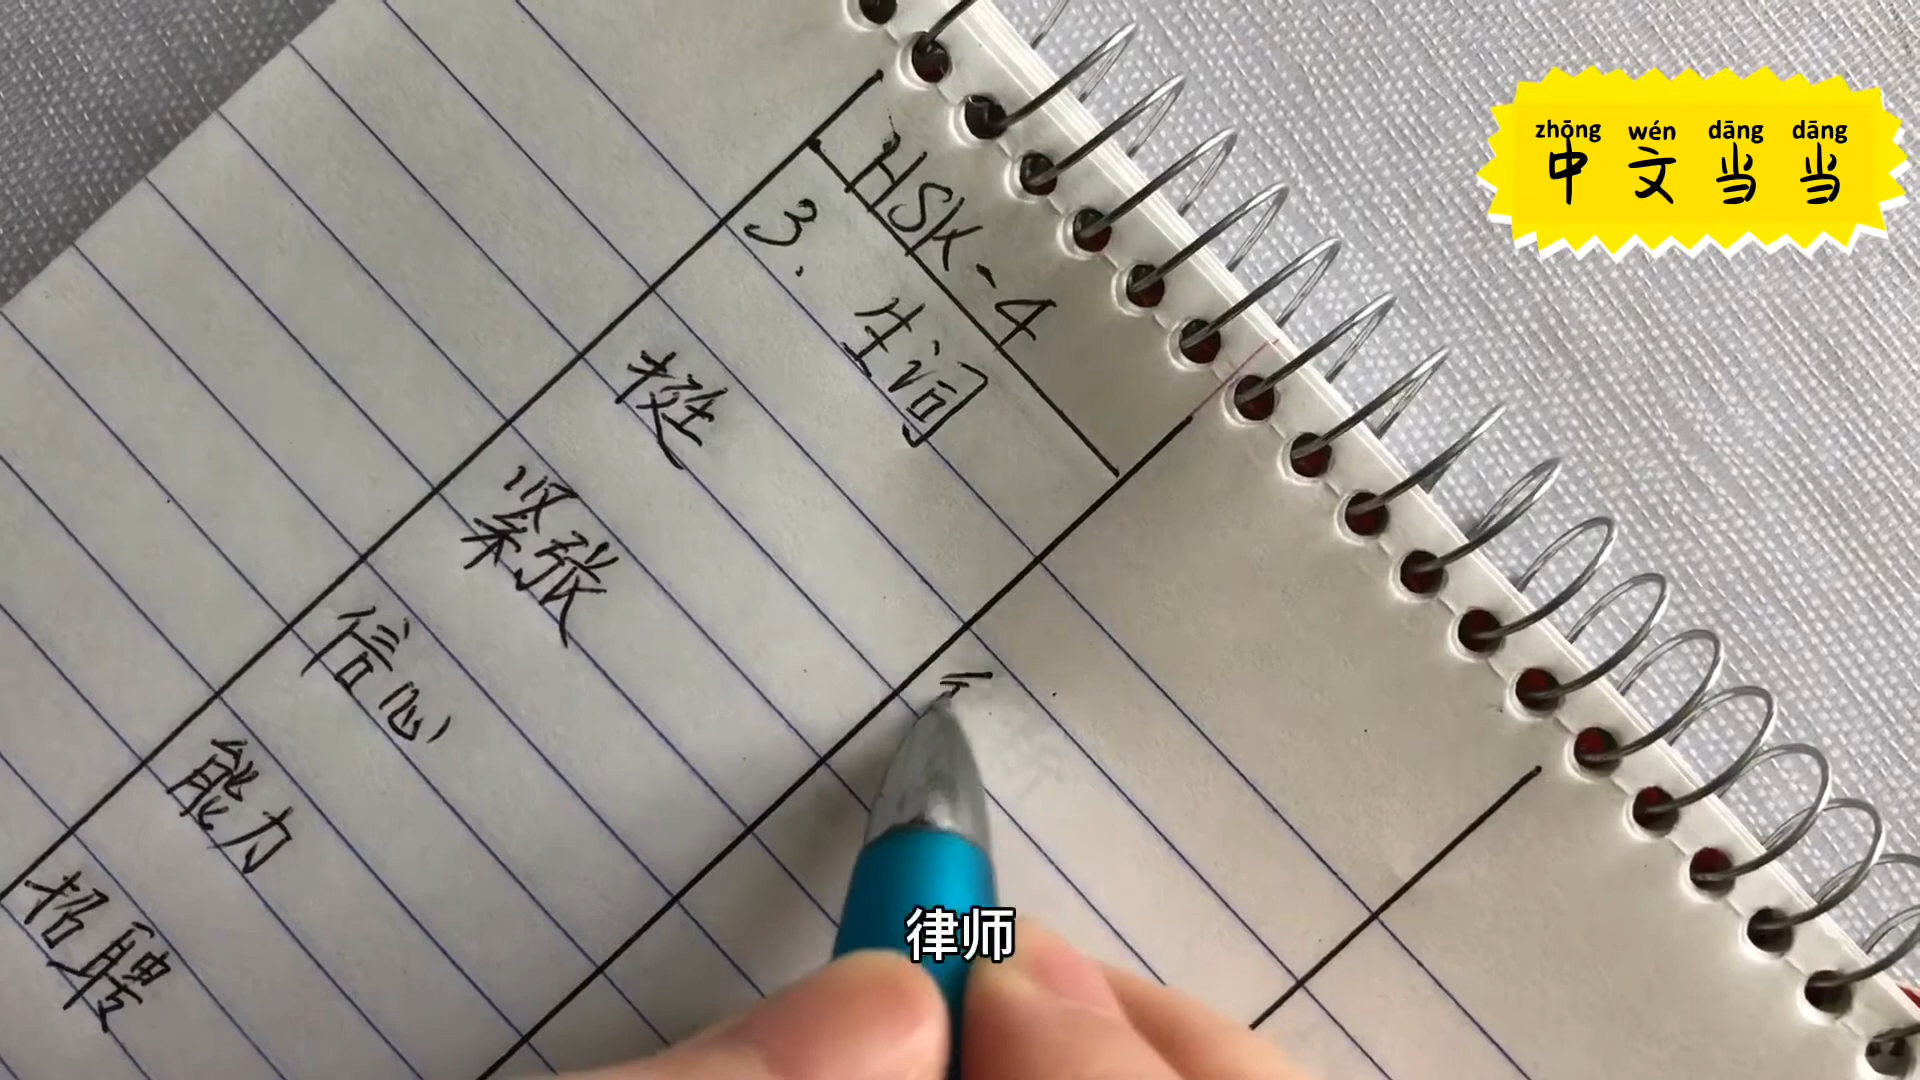 HSK-4
3. 生词
挺
紧张
信心
能力
招聘
zhōng wén dāng dāng
中文当当
律师